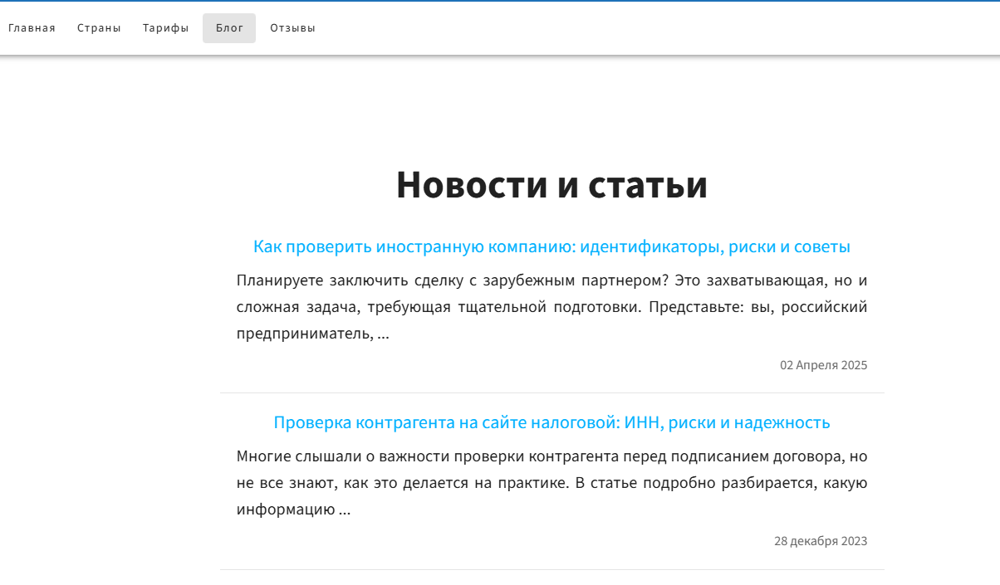 Главная Страны Тарифы Блог Отзывы
Новости и статьи
Как проверить иностранную компанию: идентификаторы, риски и советы
Планируете заключить сделку с зарубежным партнером? Это захватывающая, но и
сложная задача, требующая тщательной подготовки. Представьте: вы, российский
предприниматель, ...
02 Апреля 2025
Проверка контрагента на сайте налоговой: ИНН, риски и надежность
Многие слышали о важности проверки контрагента перед подписанием договора, но
не все знают, как это делается на практике. В статье подробно разбирается, какую
информацию ...
28 декабря 2023